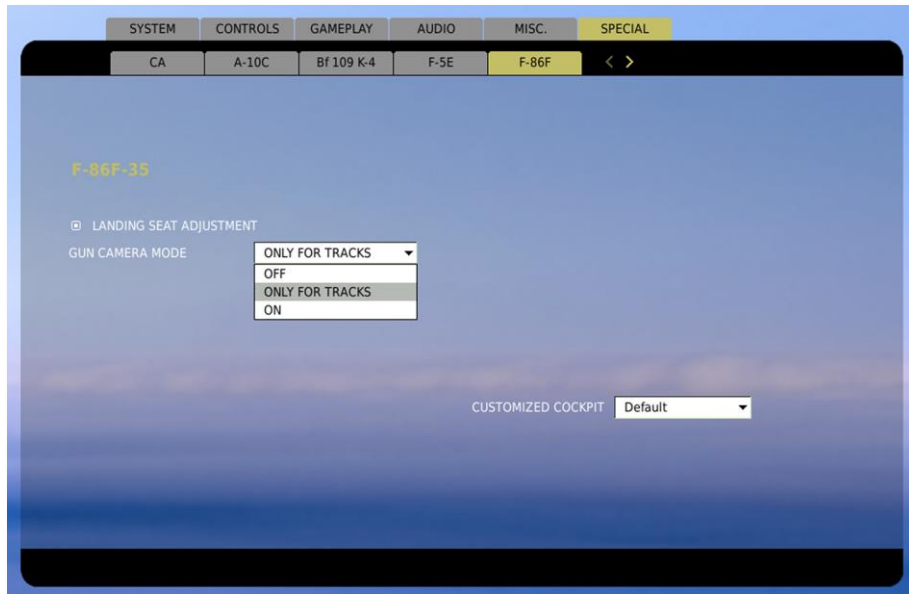 SYSTEM CONTROLS GAMEPLAY AUDIO MISC. SPECIAL
CA A-10C Bf 109 K-4 F-5E F-86F < >
F-86F-35
LANDING SEAT ADJUSTMENT
GUN CAMERA MODE ONLY FOR TRACKS
OFF
ONLY FOR TRACKS
ON
CUSTOMIZED COCKPIT Default